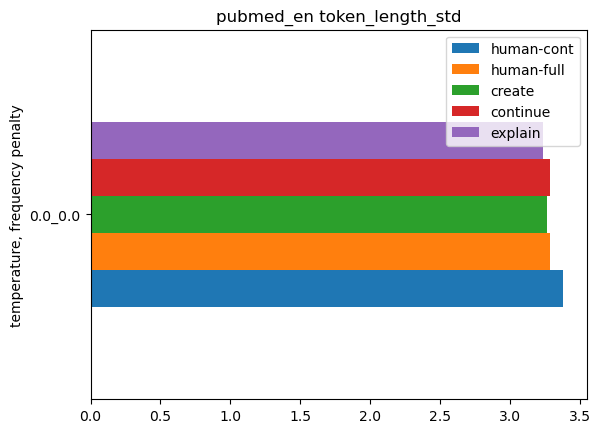 pubmed_en token_length_std
human-cont
human-full
create
continue
explain
temperature, frequency penalty
0.0_0.0
0.0 0.5 1.0 1.5 2.0 2.5 3.0 3.5